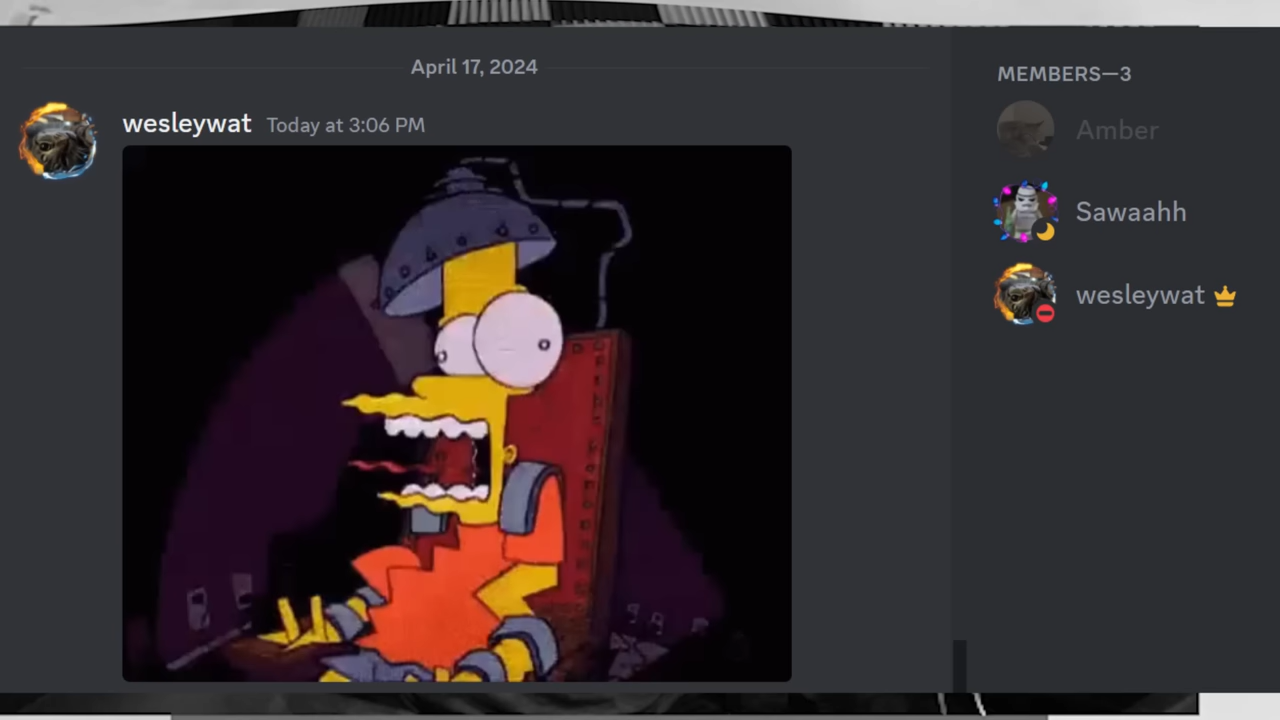 April 17, 2024
wesleywat Today at 3:06 PM
MEMBERS—3
Amber
Sawaahh
wesleywat